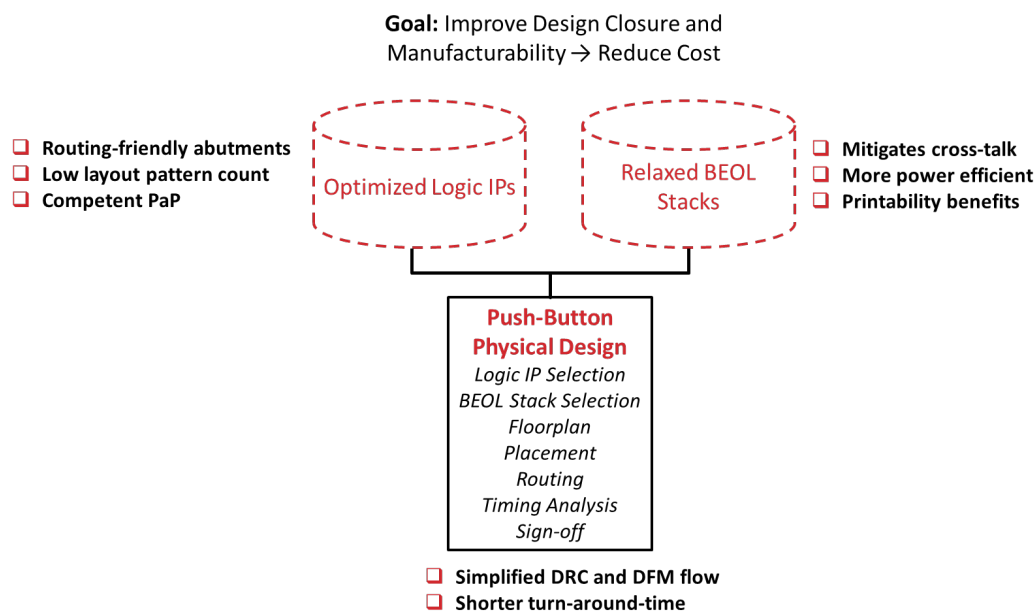 Goal: Improve Design Closure and
Manufacturability → Reduce Cost
Routing-friendly abutments
Low layout pattern count
Competent PaP
Optimized Logic IPs
Relaxed BEOL
Stacks
Mitigates cross-talk
More power efficient
Printability benefits
Push-Button
Physical Design
Logic IP Selection
BEOL Stack Selection
Floorplan
Placement
Routing
Timing Analysis
Sign-off
Simplified DRC and DFM flow
Shorter turn-around-time